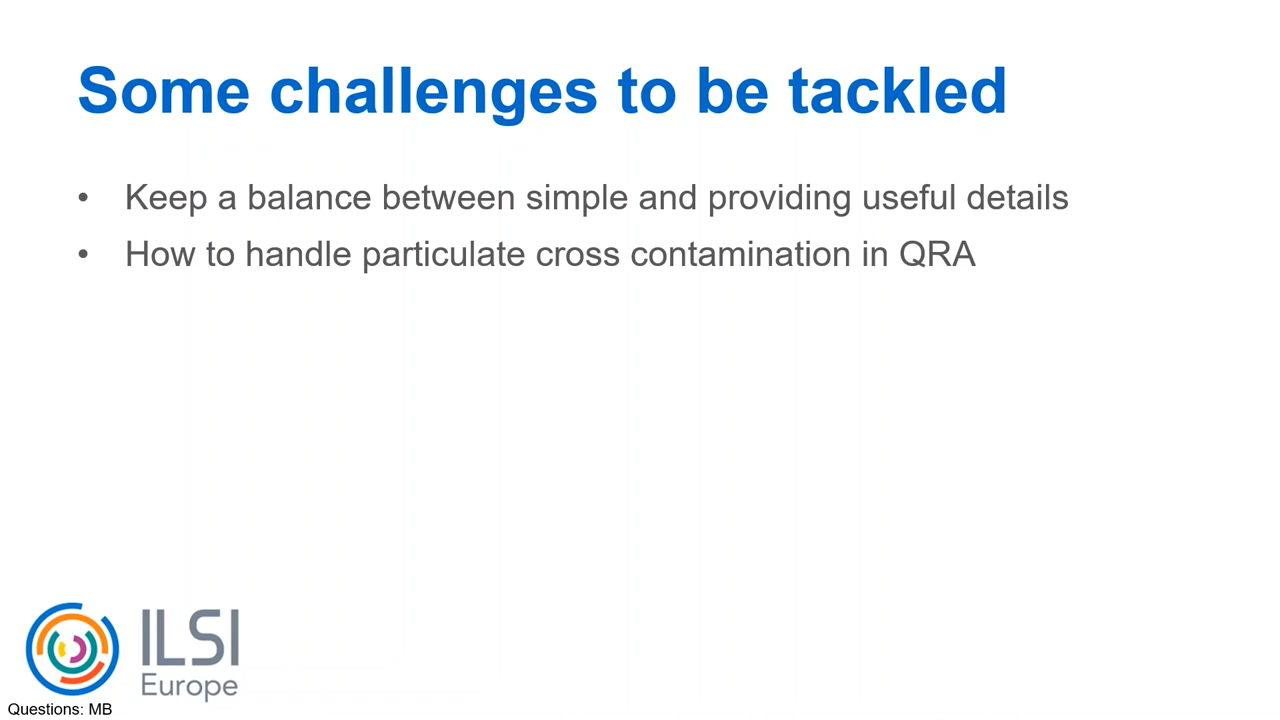 Some challenges to be tackled
• Keep a balance between simple and providing useful details
• How to handle particulate cross contamination in QRA
ILSI
Europe
Questions: MB